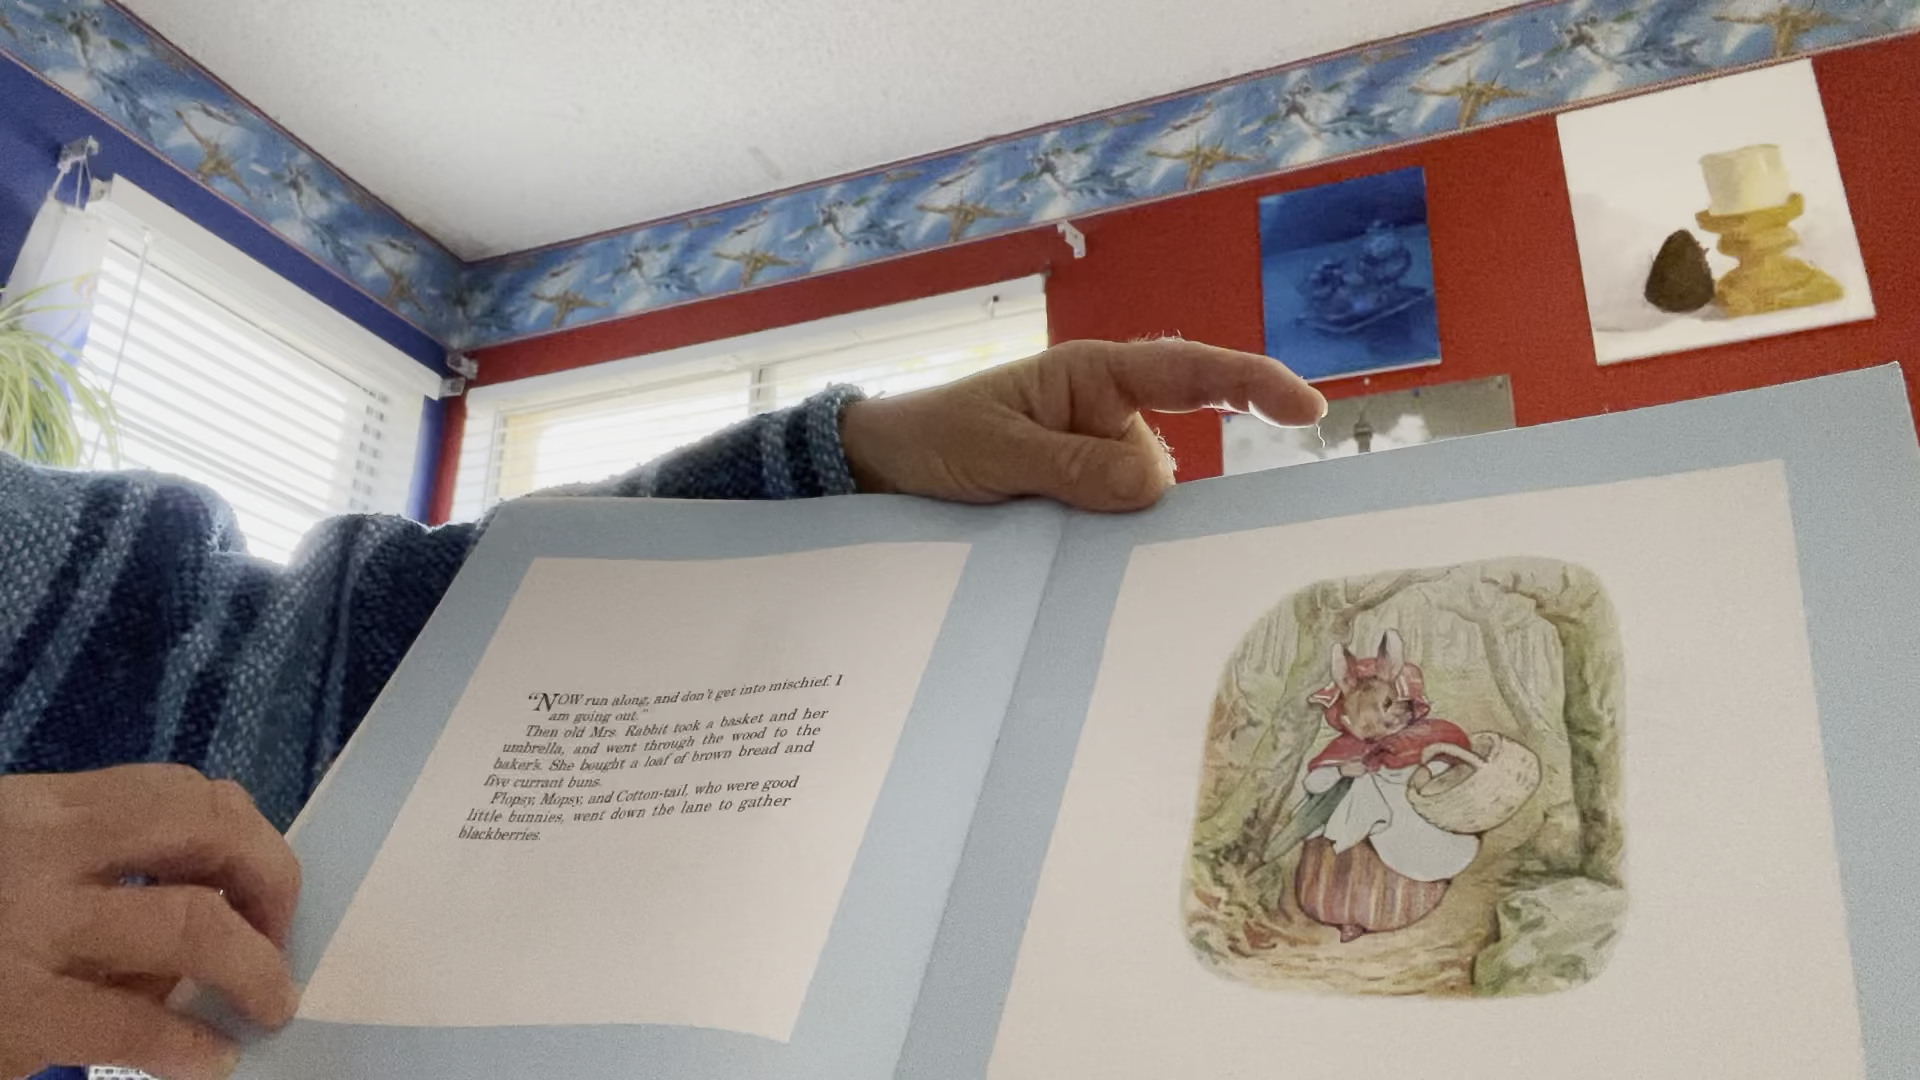 “NOW run along, and don't get into mischief. I
am going out.”
Then old Mrs. Rabbit took a basket and her
umbrella, and went through the wood to the
baker's. She bought a loaf of brown bread and
five currant buns.
Flopsy, Mopsy, and Cotton-tail, who were good
little bunnies, went down the lane to gather
blackberries.